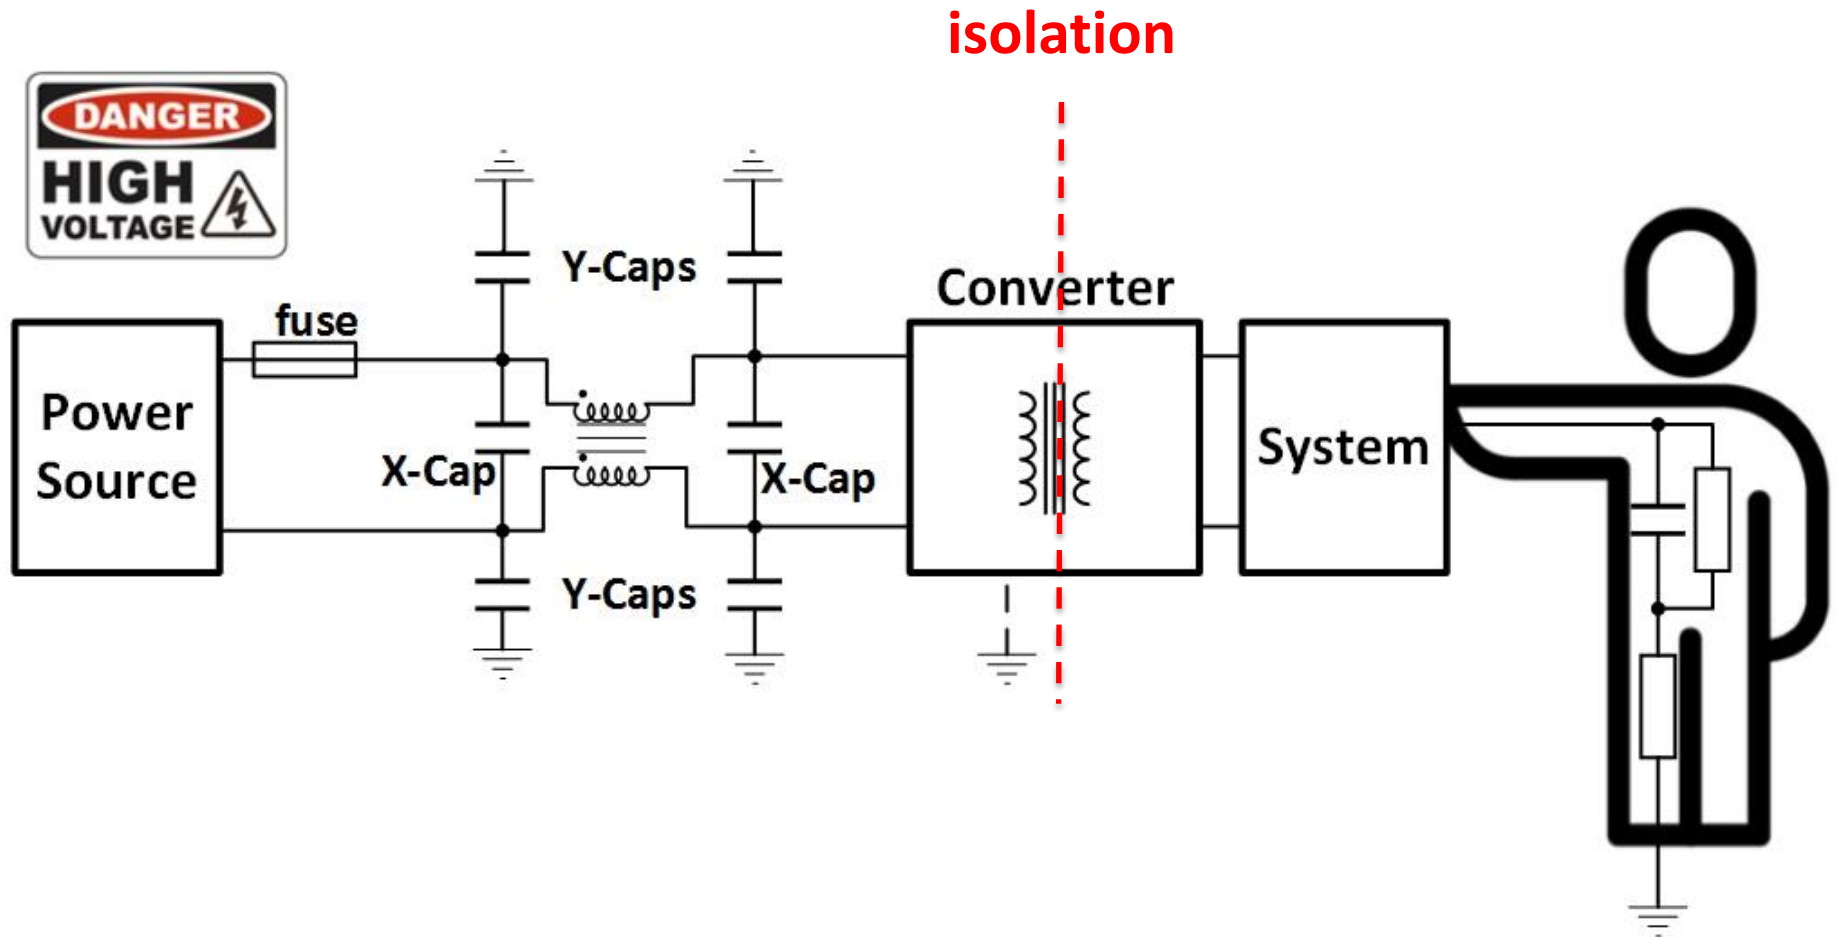 isolation
DANGER
HIGH
VOLTAGE
Y-Caps
Converter
fuse
Power
Source
X-Cap
X-Cap
System
Y-Caps